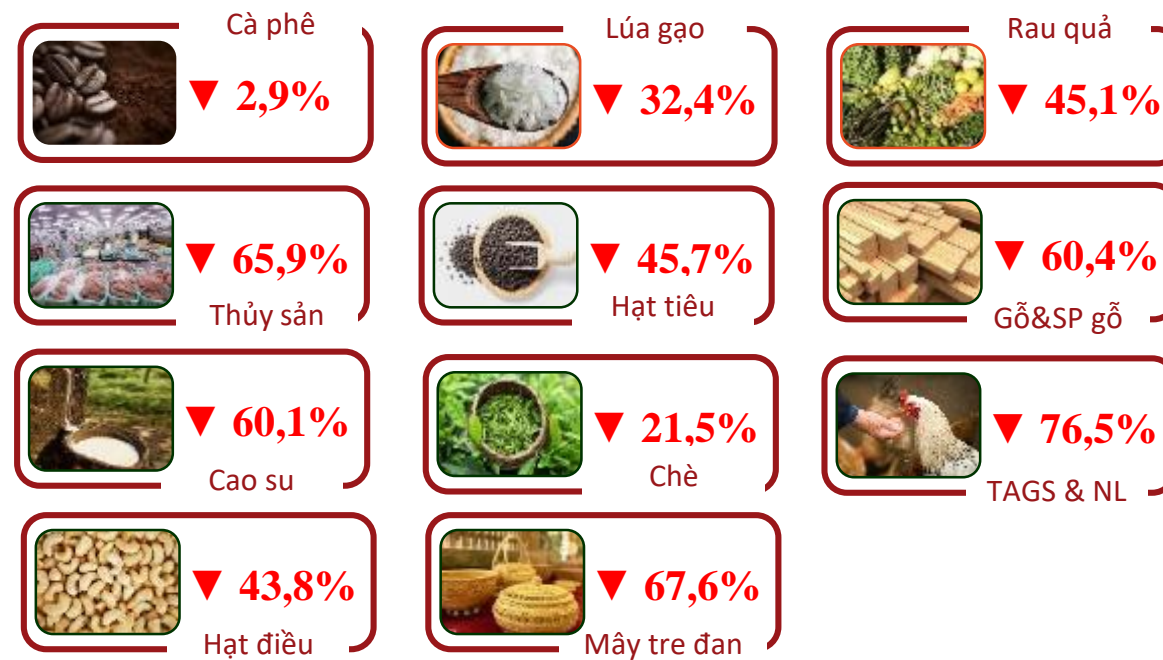 Cà phê
▼ 2,9%
Lúa gạo
▼ 32,4%
Rau quả
▼ 45,1%
▼ 65,9%
Thủy sản
▼ 45,7%
Hạt tiêu
▼ 60,4%
Gỗ&SP gỗ
▼ 60,1%
Cao su
▼ 21,5%
Chè
▼ 76,5%
TAGS & NL
▼ 43,8%
Hạt điều
▼ 67,6%
Mây tre đan